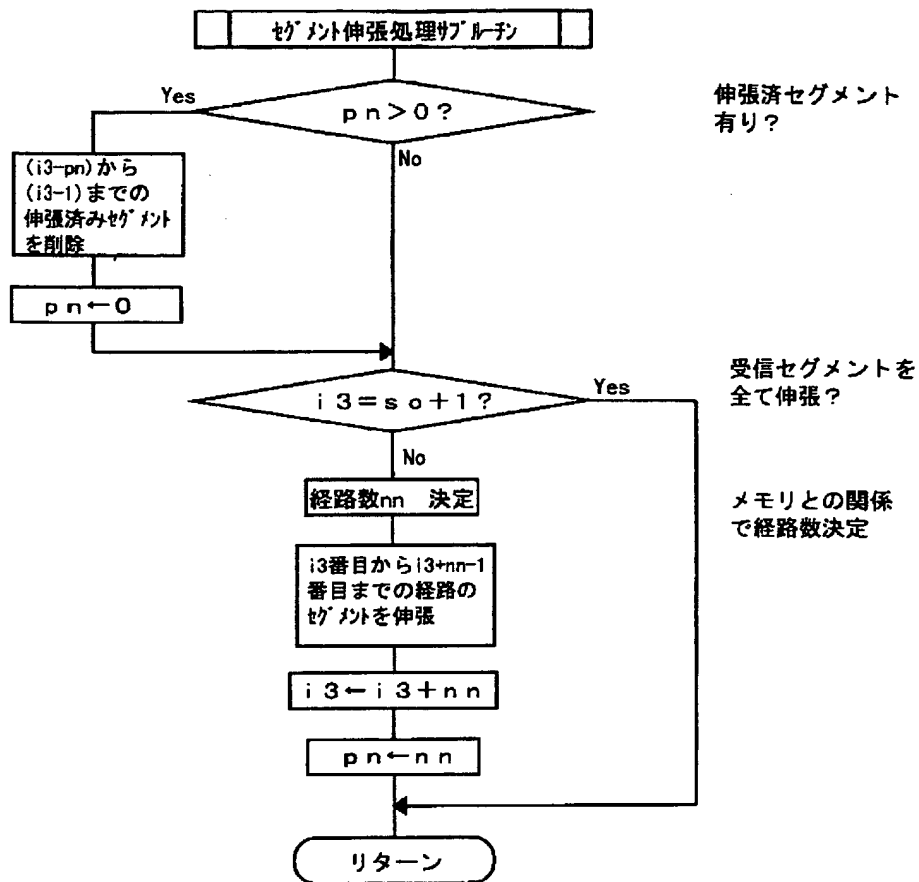 セグメント伸張処理サブルーチン
pn>0?
Yes
No
伸張済セグメント
有り?
(i3-pn)から
(i3-1)までの
伸張済みセグメント
を削除
pn←0
i3=so+1?
Yes
No
受信セグメントを
全て伸張?
経路数nn 決定
メモリとの関係
で経路数決定
i3番目からi3+nn-1
番目までの経路の
セグメントを伸張
i3←i3+nn
pn←nn
リターン